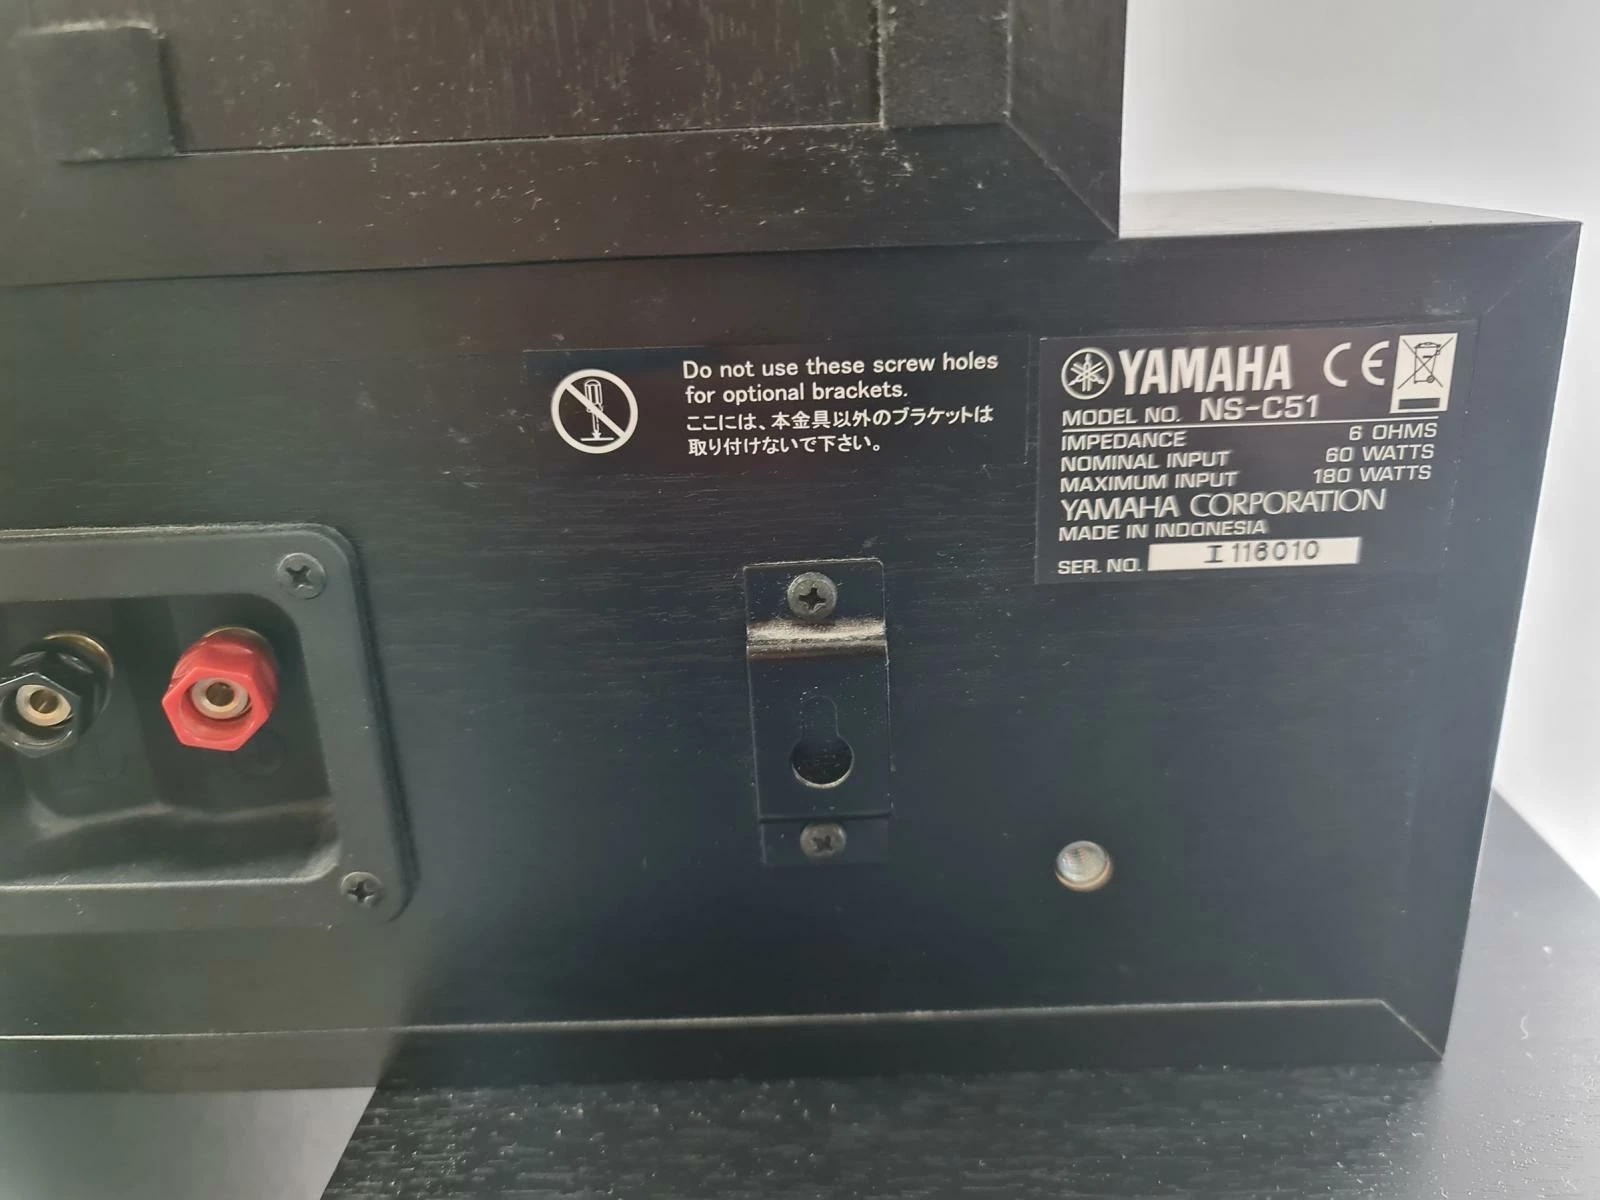 Do not use these screw holes
for optional brackets.
ここには、本金具以外のブラケットは
取り付けないで下さい。
YAMAHA CE
MODEL NO. NS-C51
IMPEDANCE 6 OHMS
NOMINAL INPUT 60 WATTS
MAXIMUM INPUT 180 WATTS
YAMAHA CORPORATION
MADE IN INDONESIA
SER. NO. I116010